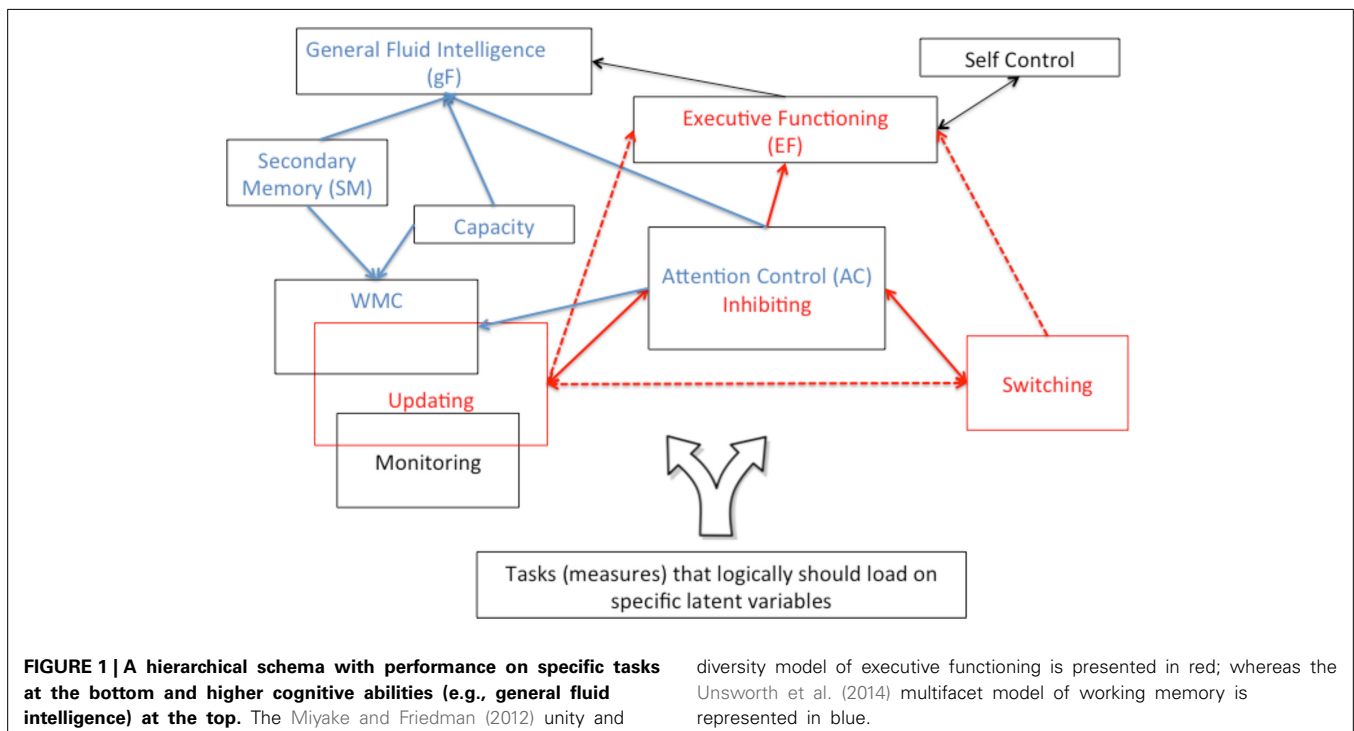 General Fluid Intelligence
(gF)
Self Control
Executive Functioning
(EF)
Secondary
Memory (SM)
Capacity
Attention Control (AC)
Inhibiting
WMC
Updating
Switching
Monitoring
Tasks (measures) that logically should load on
specific latent variables
FIGURE 1 | A hierarchical schema with performance on specific tasks
at the bottom and higher cognitive abilities (e.g., general fluid
intelligence) at the top. The Miyake and Friedman (2012) unity and
diversity model of executive functioning is presented in red; whereas the
Unsworth et al. (2014) multifacet model of working memory is
represented in blue.